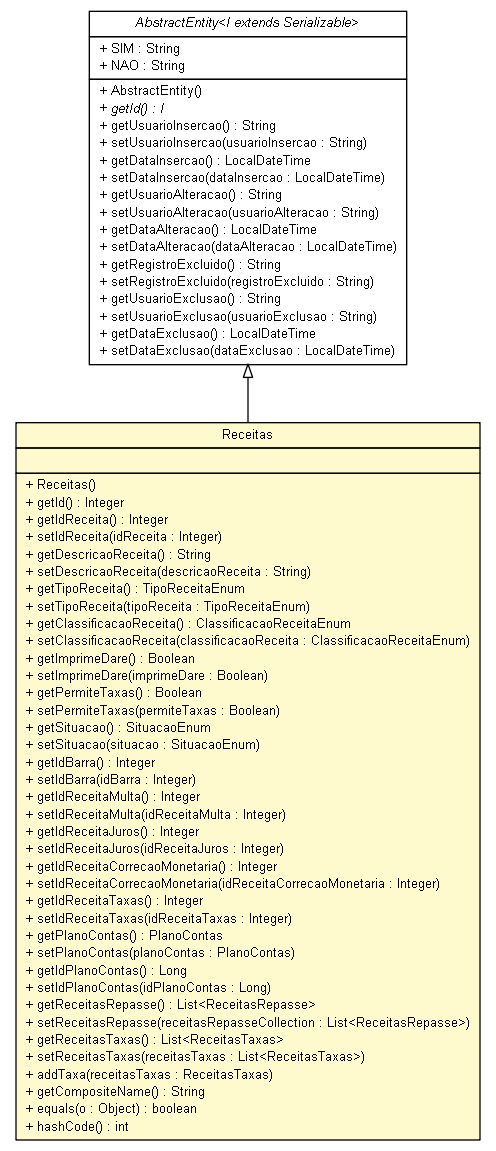 AbstractEntity<I extends Serializable>
+ SIM : String
+ NAO : String
+ AbstractEntity()
+ getId() : I
+ getUsuarioInsercao() : String
+ setUsuarioInsercao(usuarioInsercao : String)
+ getDataInsercao() : LocalDateTime
+ setDataInsercao(dataInsercao : LocalDateTime)
+ getUsuarioAlteracao() : String
+ setUsuarioAlteracao(usuarioAlteracao : String)
+ getDataAlteracao() : LocalDateTime
+ setDataAlteracao(dataAlteracao : LocalDateTime)
+ getRegistroExcluido() : String
+ setRegistroExcluido(registroExcluido : String)
+ getUsuarioExclusao() : String
+ setUsuarioExclusao(usuarioExclusao : String)
+ getDataExclusao() : LocalDateTime
+ setDataExclusao(dataExclusao : LocalDateTime)
Receitas
+ Receitas()
+ getId() : Integer
+ getIdReceita() : Integer
+ setIdReceita(idReceita : Integer)
+ getDescricaoReceita() : String
+ setDescricaoReceita(descricaoReceita : String)
+ getTipoReceita() : TipoReceitaEnum
+ setTipoReceita(tipoReceita : TipoReceitaEnum)
+ getClassificacaoReceita() : ClassificacaoReceitaEnum
+ setClassificacaoReceita(classificacaoReceita : ClassificacaoReceitaEnum)
+ getImprimeDare() : Boolean
+ setImprimeDare(imprimeDare : Boolean)
+ getPermiteTaxas() : Boolean
+ setPermiteTaxas(permiteTaxas : Boolean)
+ getSituacao() : SituacaoEnum
+ setSituacao(situacao : SituacaoEnum)
+ getIdBarra() : Integer
+ setIdBarra(idBarra : Integer)
+ getIdReceitaMulta() : Integer
+ setIdReceitaMulta(idReceitaMulta : Integer)
+ getIdReceitaJuros() : Integer
+ setIdReceitaJuros(idReceitaJuros : Integer)
+ getIdReceitaCorrecaoMonetaria() : Integer
+ setIdReceitaCorrecaoMonetaria(idReceitaCorrecaoMonetaria : Integer)
+ getIdReceitaTaxas() : Integer
+ setIdReceitaTaxas(idReceitaTaxas : Integer)
+ getPlanoContas() : PlanoContas
+ setPlanoContas(planoContas : PlanoContas)
+ getIdPlanoContas() : Long
+ setIdPlanoContas(idPlanoContas : Long)
+ getReceitasRepasse() : List<ReceitasRepasse>
+ setReceitasRepasse(receitasRepasseCollection : List<ReceitasRepasse>)
+ getReceitasTaxas() : List<ReceitasTaxas>
+ setReceitasTaxas(receitasTaxas : List<ReceitasTaxas>)
+ addTaxa(receitasTaxas : ReceitasTaxas)
+ getCompositeName() : String
+ equals(o : Object) : boolean
+ hashCode() : int